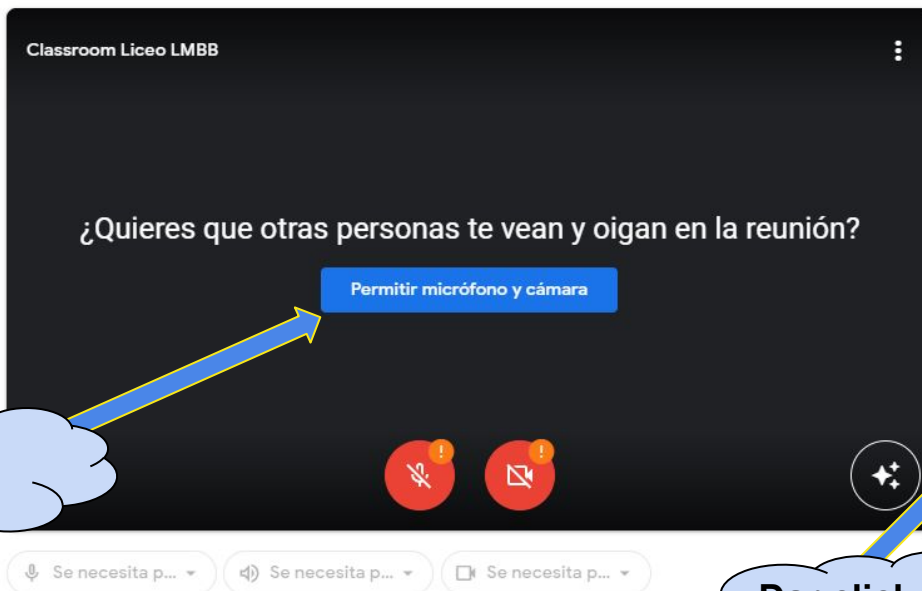 Classroom Liceo LMBB
¿Quieres que otras personas te vean y oigan en la reunión?
Permitir micrófono y cámara
! !
Se necesita p... Se necesita p... Se necesita p...